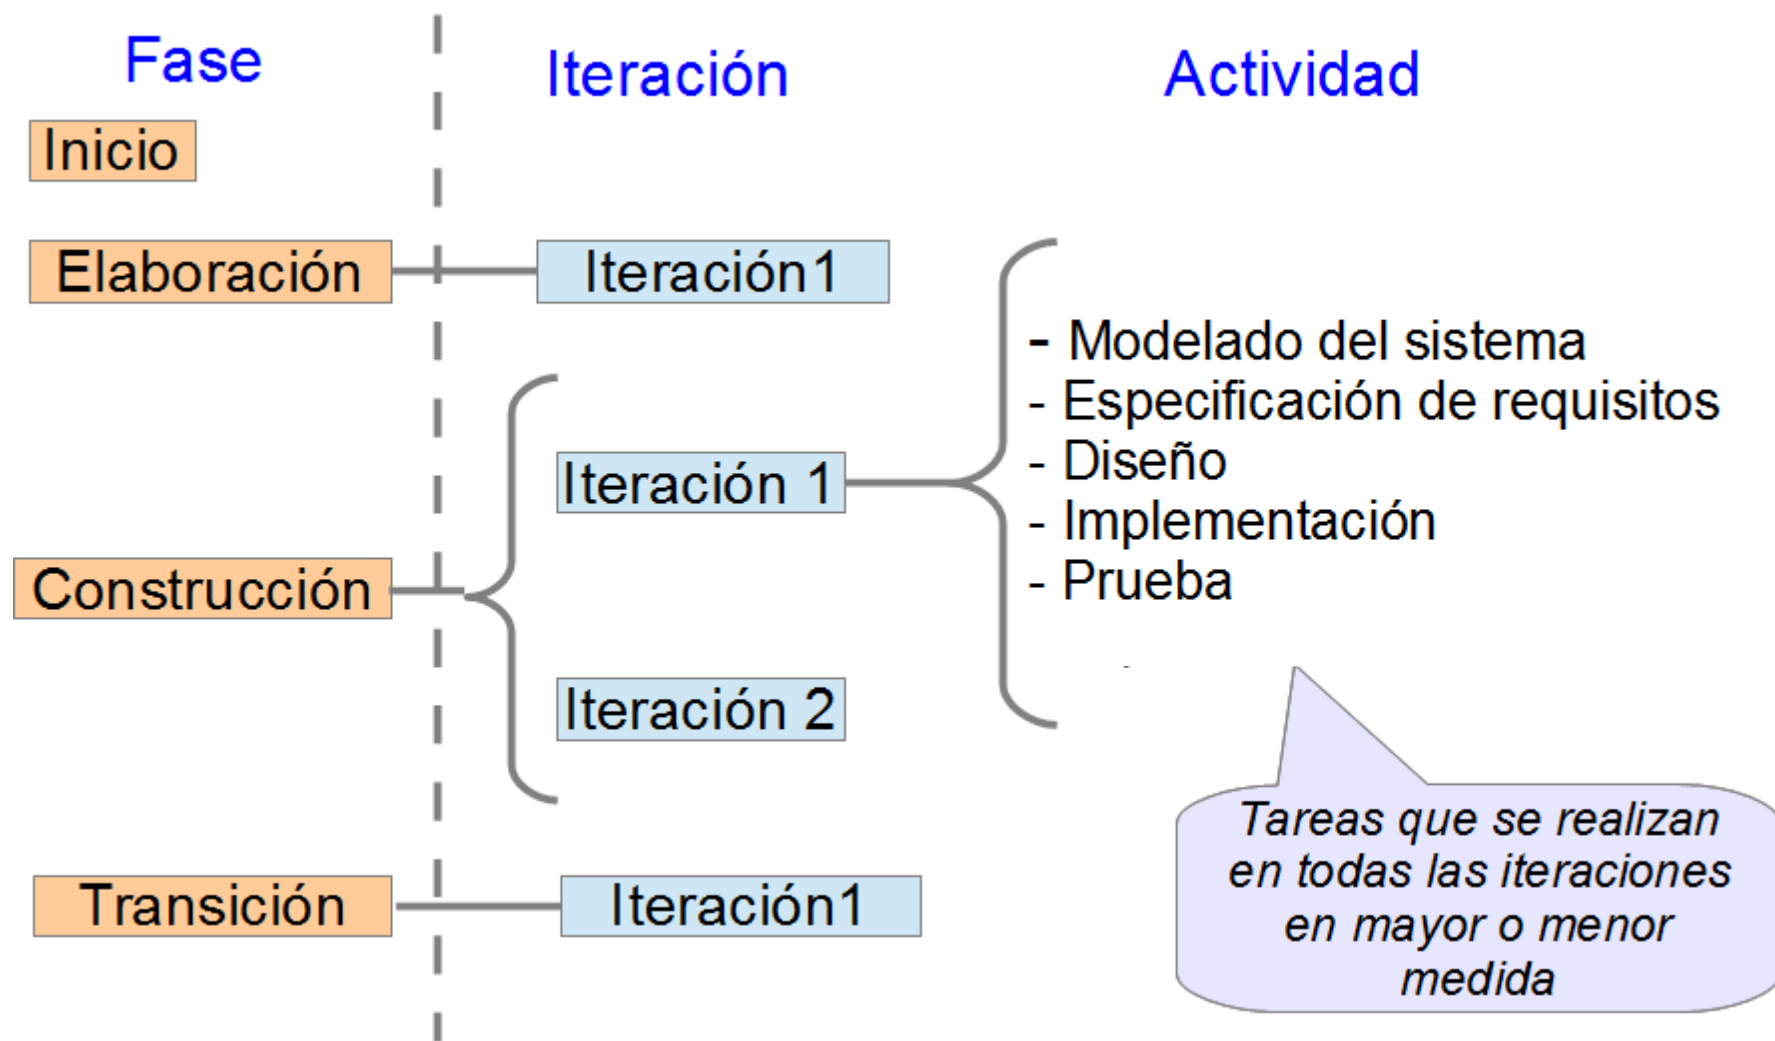 Fase
Iteración
Actividad
Inicio
Elaboración
Iteración1
- Modelado del sistema
- Especificación de requisitos
- Diseño
- Implementación
- Prueba
Iteración 1
Construcción
Iteración 2
Transición
Iteración1
Tareas que se realizan
en todas las iteraciones
en mayor o menor
medida